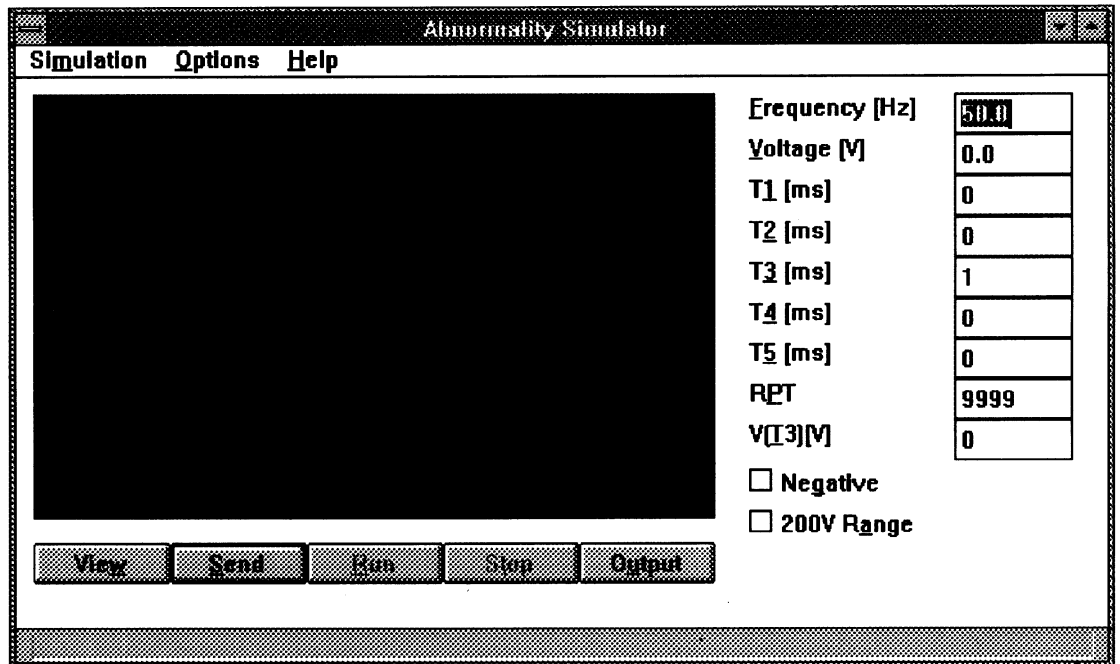 Abnormality Simulator
Simulation Options Help
Frequency [Hz] 50.0
Voltage [V] 0.0
T1 [ms] 0
T2 [ms] 0
T3 [ms] 1
T4 [ms] 0
T5 [ms] 0
RPT 9999
V(T3)[V] 0
Negative
200V Range
View Send Run Stop Output